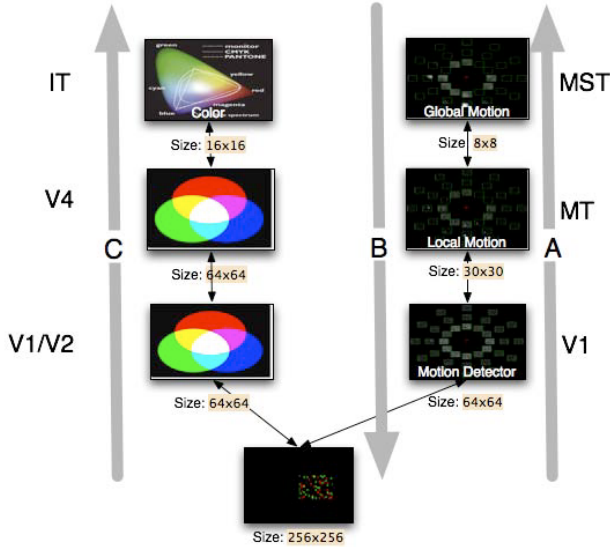 IT
green
monitor
CMYK
PANTONE
yellow
cyan
red
magenta
blue
spectrum
Color
Global Motion
MST
Size: 16x16
Size: 8x8
V4
Local Motion
MT
C
B
A
Size: 64x64
Size: 30x30
V1/V2
Motion Detector
V1
Size: 64x64
Size: 64x64
Size: 256x256